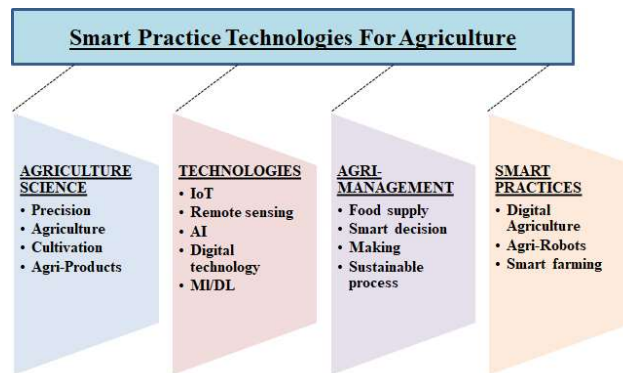 Smart Practice Technologies For Agriculture
AGRICULTURE
SCIENCE
• Precision
• Agriculture
• Cultivation
• Agri-Products
TECHNOLOGIES
• IoT
• Remote sensing
• AI
• Digital
technology
• Ml/DL
AGRI-
MANAGEMENT
• Food supply
• Smart decision
• Making
• Sustainable
process
SMART
PRACTICES
• Digital
Agriculture
• Agri-Robots
• Smart farming